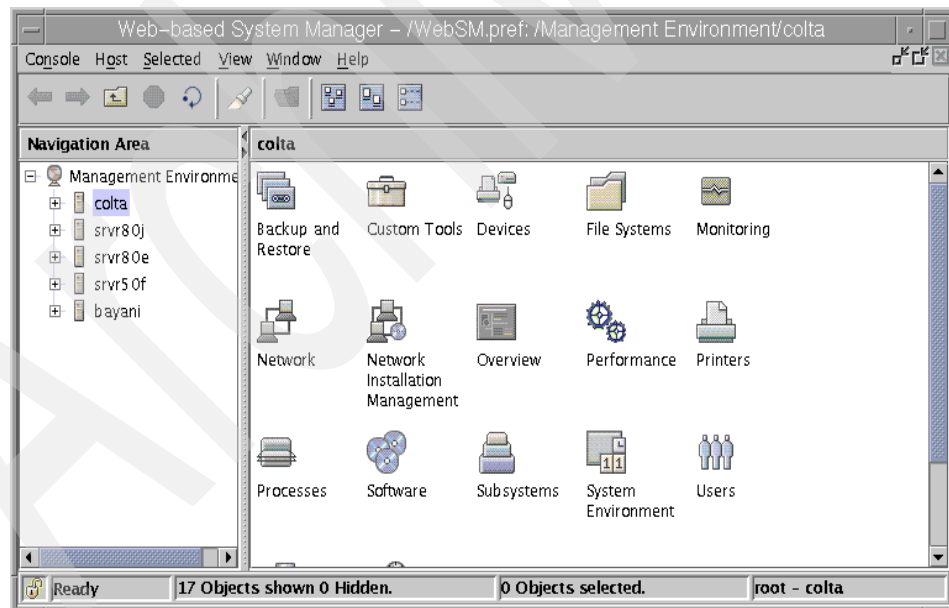 Web-based System Manager - /WebSM.pref: /Management Environment/colta
Console Host Selected View Window Help
Navigation Area
colta
Management Environme
colta
srvr80j
srvr80e
srvr50f
bayani
Backup and
Restore
Custom Tools
Devices
File Systems
Monitoring
Network
Network
Installation
Management
Overview
Performance
Printers
Processes
Software
Subsystems
System
Environment
Users
Ready
17 Objects shown 0 Hidden.
0 Objects selected.
root - colta